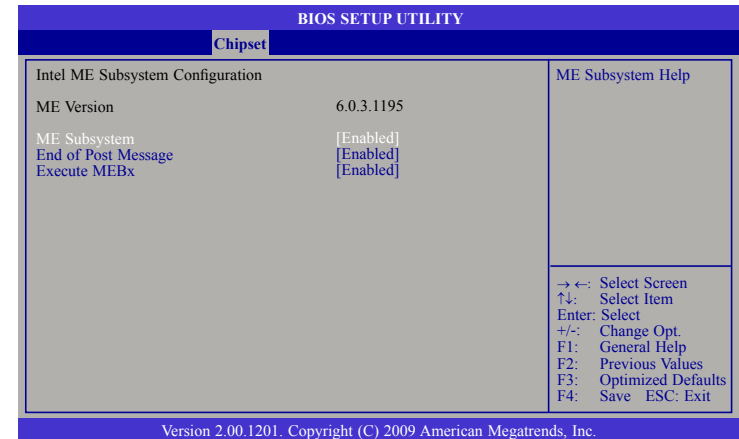 BIOS SETUP UTILITY
Chipset
Intel ME Subsystem Configuration
ME Version 6.0.3.1195
ME Subsystem [Enabled]
End of Post Message [Enabled]
Execute MEBx [Enabled]
ME Subsystem Help
→ ←: Select Screen
↑↓: Select Item
Enter: Select
+/-: Change Opt.
F1: General Help
F2: Previous Values
F3: Optimized Defaults
F4: Save ESC: Exit
Version 2.00.1201. Copyright (C) 2009 American Megatrends, Inc.